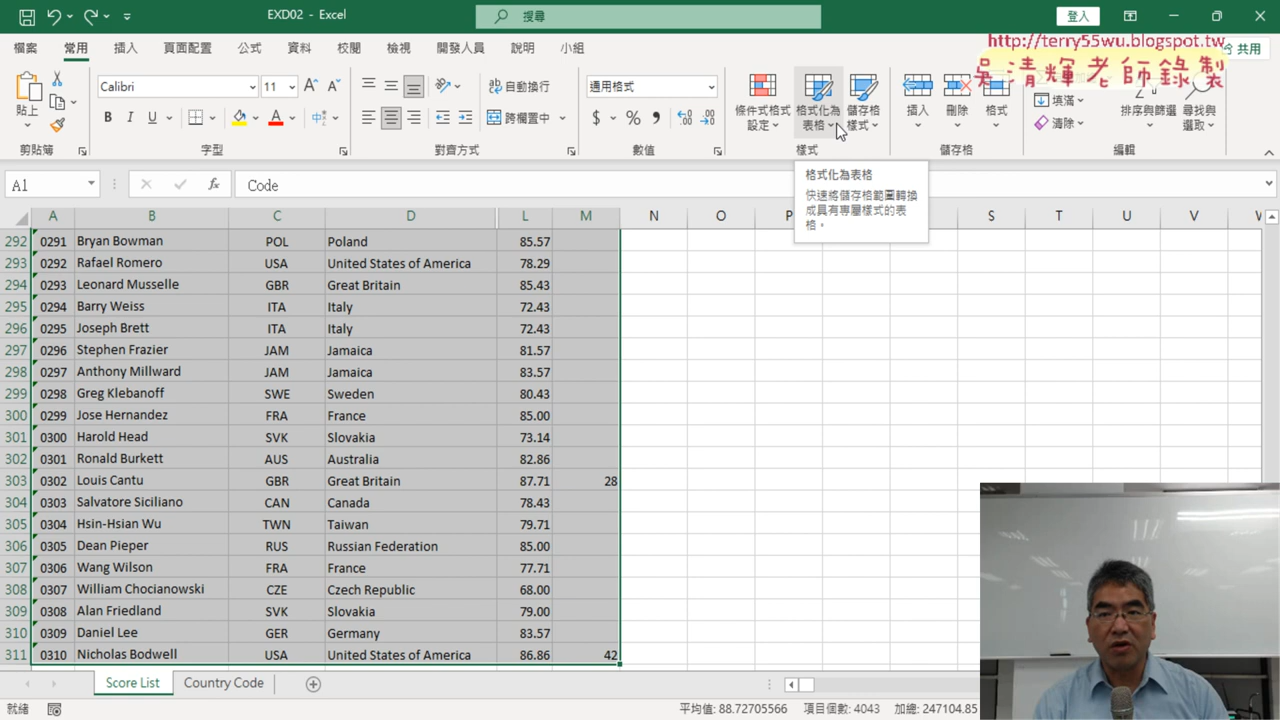 EXD02 - Excel
搜尋
登入
檔案 常用 插入 頁面配置 公式 資料 校閱 檢視 開發人員 說明 小組
共用
http://terry55wu.blogspot.tw
吳清輝老師錄製
貼上
剪貼簿
Calibri 11
B I U
字型
自動換行
跨欄置中
對齊方式
通用格式
數值
條件式格式設定
格式化為表格
儲存格樣式
樣式
插入 刪除 格式
儲存格
填滿
清除
排序與篩選
尋找與選取
編輯
A1
Code
格式化為表格
快速將儲存格範圍轉換
成具有專屬樣式的表
格。
A B C D L M N O P S T U V
292 0291 Bryan Bowman POL Poland 85.57
293 0292 Rafael Romero USA United States of America 78.29
294 0293 Leonard Musselle GBR Great Britain 85.43
295 0294 Barry Weiss ITA Italy 72.43
296 0295 Joseph Brett ITA Italy 72.43
297 0296 Stephen Frazier JAM Jamaica 81.57
298 0297 Anthony Millward JAM Jamaica 83.57
299 0298 Greg Klebanoff SWE Sweden 80.43
300 0299 Jose Hernandez FRA France 85.00
301 0300 Harold Head SVK Slovakia 73.14
302 0301 Ronald Burkett AUS Australia 82.86
303 0302 Louis Cantu GBR Great Britain 87.71 28
304 0303 Salvatore Siciliano CAN Canada 78.43
305 0304 Hsin-Hsian Wu TWN Taiwan 79.71
306 0305 Dean Pieper RUS Russian Federation 85.00
307 0306 Wang Wilson FRA France 77.71
308 0307 William Chocianowski CZE Czech Republic 68.00
309 0308 Alan Friedland SVK Slovakia 79.00
310 0309 Daniel Lee GER Germany 83.57
311 0310 Nicholas Bodwell USA United States of America 86.86 42
Score List Country Code
就緒
平均值: 88.72705566 項目個數: 4043 加總: 247104.85